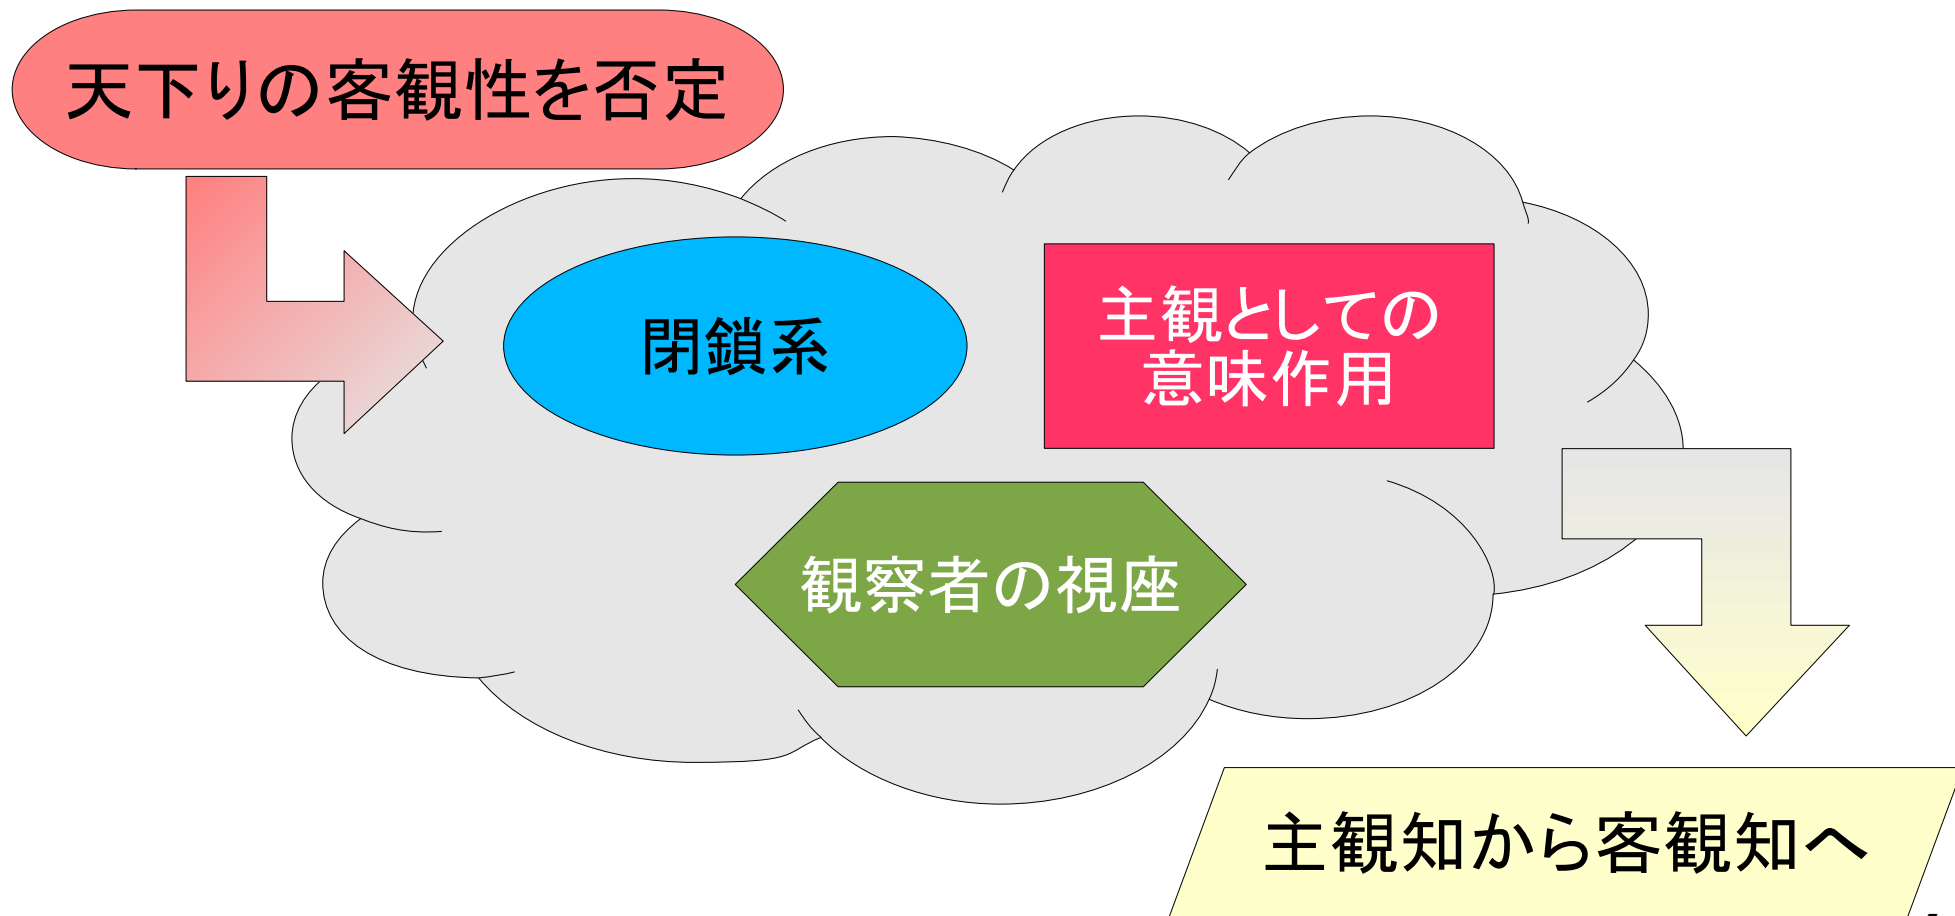 天下りの客観性を否定
閉鎖系
主観としての
意味作用
観察者の視座
主観知から客観知へ